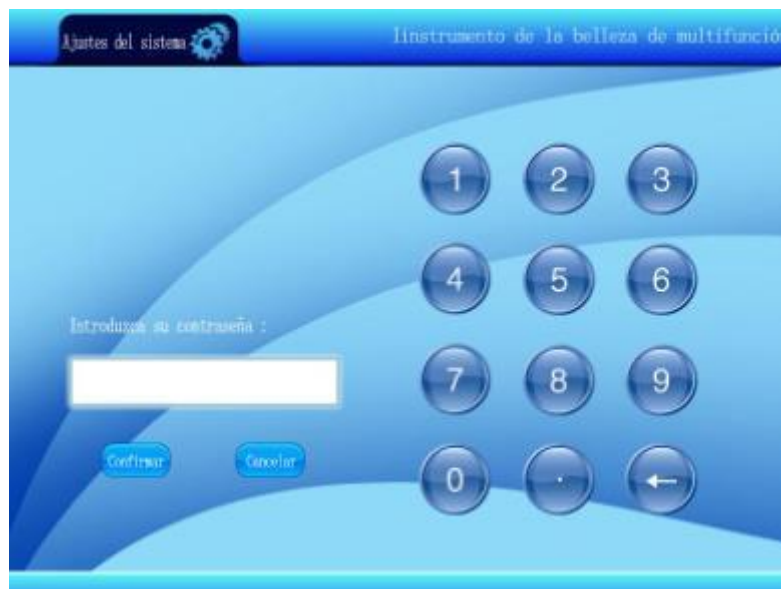 Ajustes del sistema
Iinstrumento de la belleza de multifunció
1 2 3
4 5 6
Introduzca su contraseña :
7 8 9
Confirmar Cancelar
0 .